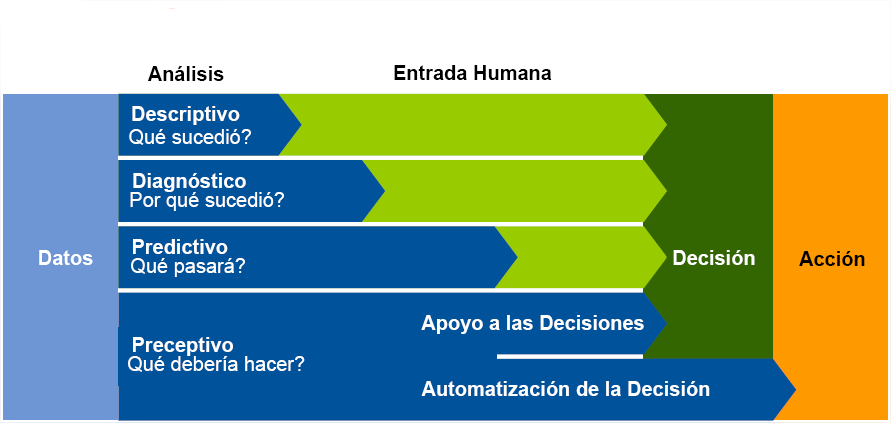 Análisis
Entrada Humana
Descriptivo
Qué sucedió?
Diagnóstico
Por qué sucedió?
Predictivo
Qué pasará?
Datos
Decisión
Acción
Apoyo a las Decisiones
Preceptivo
Qué debería hacer?
Automatización de la Decisión